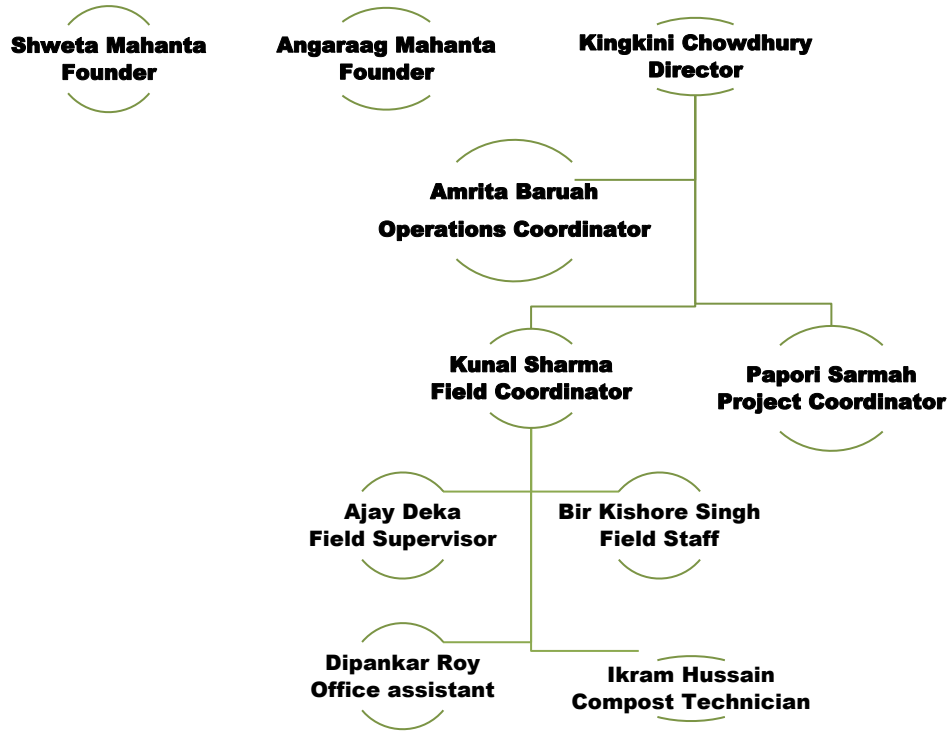 Shweta Mahanta
Founder
Angaraag Mahanta
Founder
Kingkini Chowdhury
Director
Amrita Baruah
Operations Coordinator
Kunal Sharma
Field Coordinator
Papori Sarmah
Project Coordinator
Ajay Deka
Field Supervisor
Bir Kishore Singh
Field Staff
Dipankar Roy
Office assistant
Ikram Hussain
Compost Technician